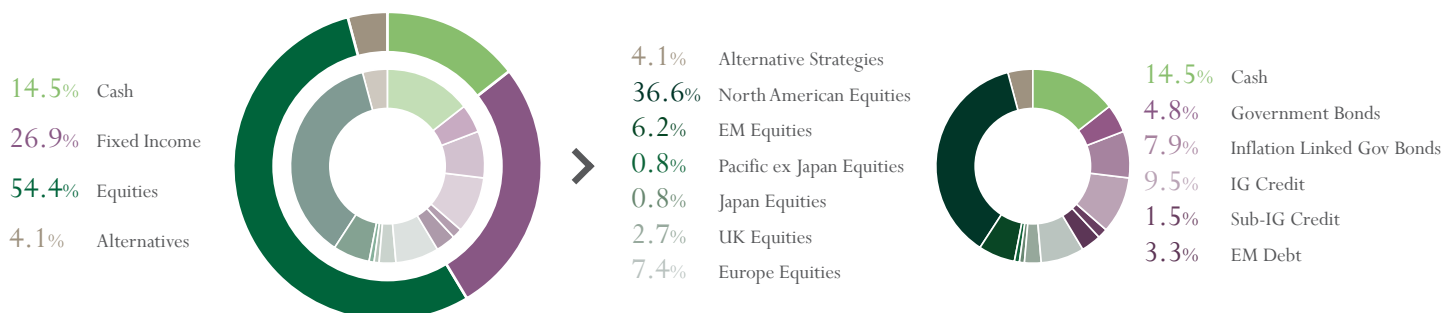 14.5% Cash
26.9% Fixed Income
54.4% Equities
4.1% Alternatives
4.1% Alternative Strategies
36.6% North American Equities
6.2% EM Equities
0.8% Pacific ex Japan Equities
0.8% Japan Equities
2.7% UK Equities
7.4% Europe Equities
14.5% Cash
4.8% Government Bonds
7.9% Inflation Linked Gov Bonds
9.5% IG Credit
1.5% Sub-IG Credit
3.3% EM Debt